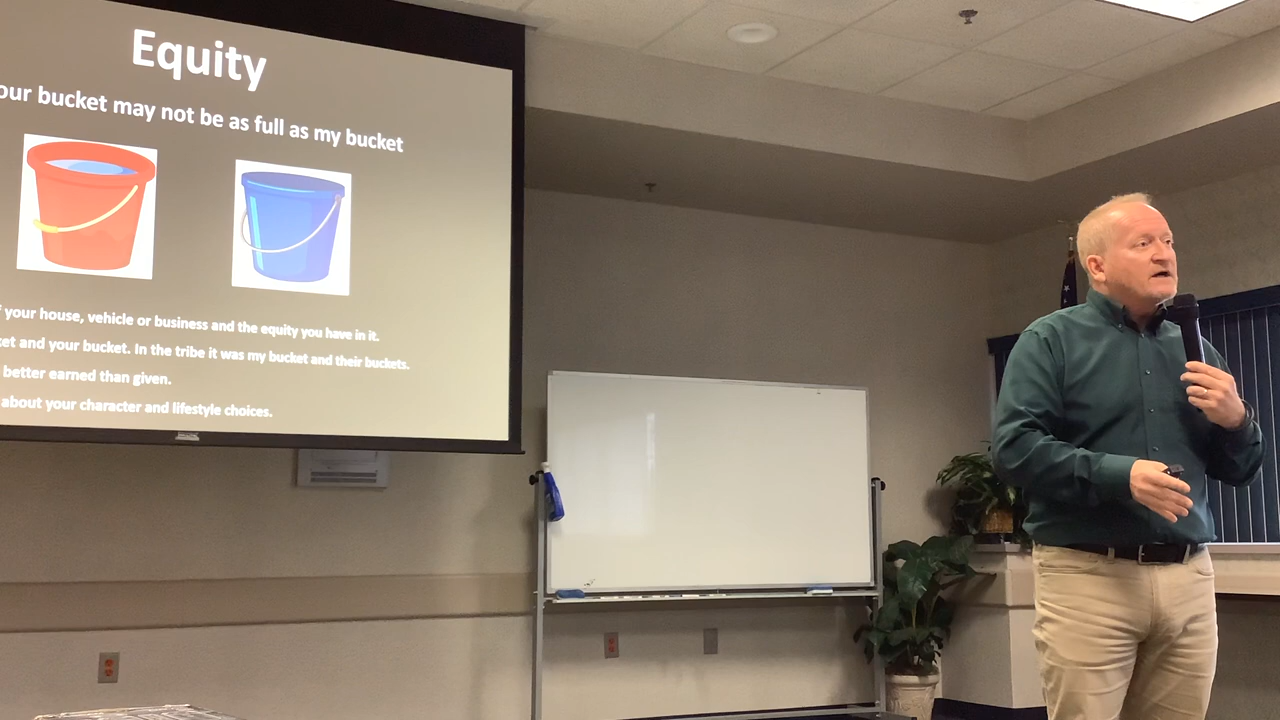 Equity
our bucket may not be as full as my bucket
your house, vehicle or business and the equity you have in it.
ket and your bucket. In the tribe it was my bucket and their buckets.
better earned than given.
about your character and lifestyle choices.